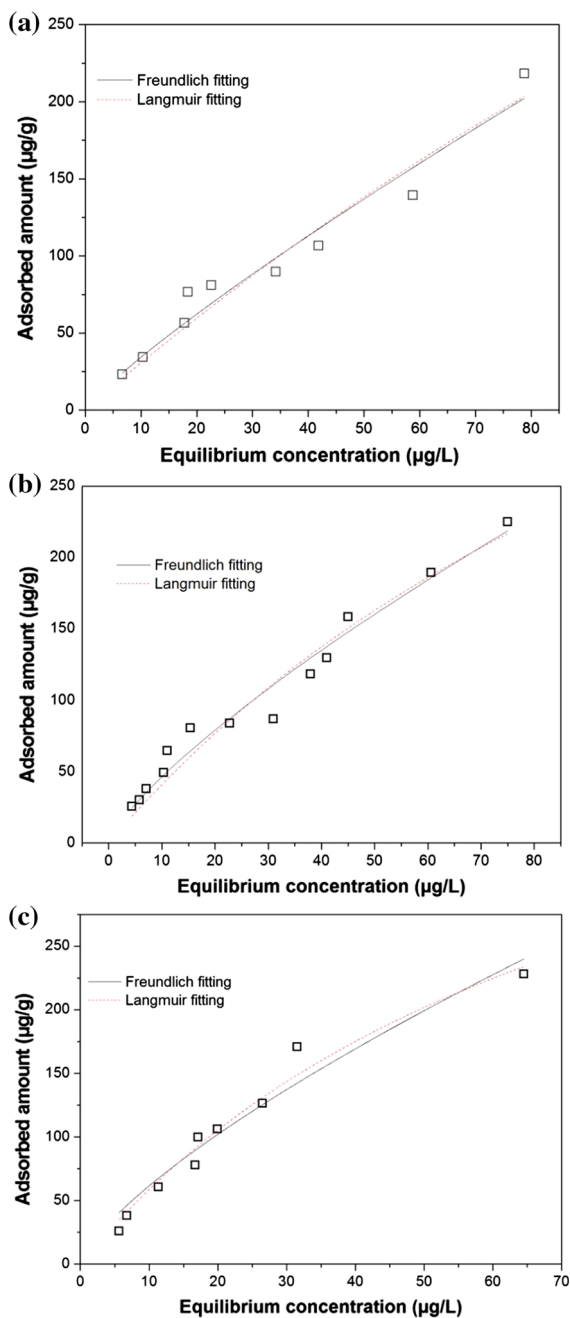 (a)
250
200
150
100
50
0
Freundlich fitting
Langmuir fitting
Adsorbed amount (µg/g)
0 10 20 30 40 50 60 70 80
Equilibrium concentration (µg/L)
(b)
250
200
150
100
50
0
Freundlich fitting
Langmuir fitting
Adsorbed amount (µg/g)
0 10 20 30 40 50 60 70 80
Equilibrium concentration (µg/L)
(c)
250
200
150
100
50
0
Freundlich fitting
Langmuir fitting
Adsorbed amount (µg/g)
0 10 20 30 40 50 60 70
Equilibrium concentration (µg/L)